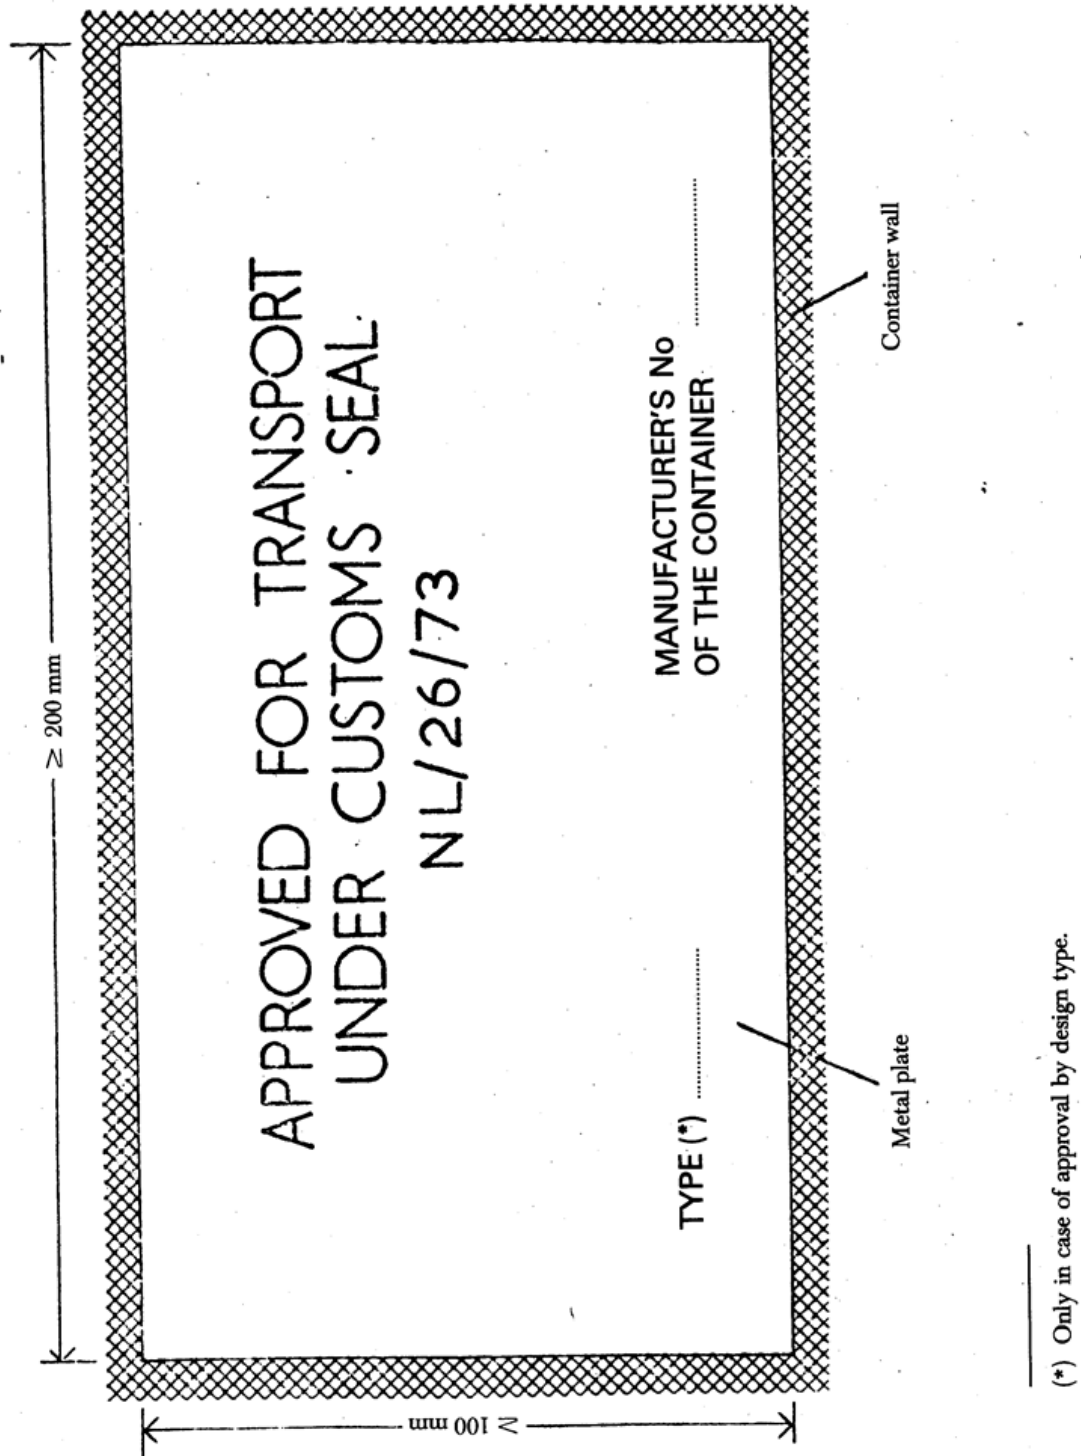 ≥ 200 mm
≥ 100 mm
APPROVED FOR TRANSPORT
UNDER CUSTOMS SEAL
NL/26/73
TYPE (*) ....................
MANUFACTURER'S No
OF THE CONTAINER ....................
Metal plate
Container wall
(*) Only in case of approval by design type.